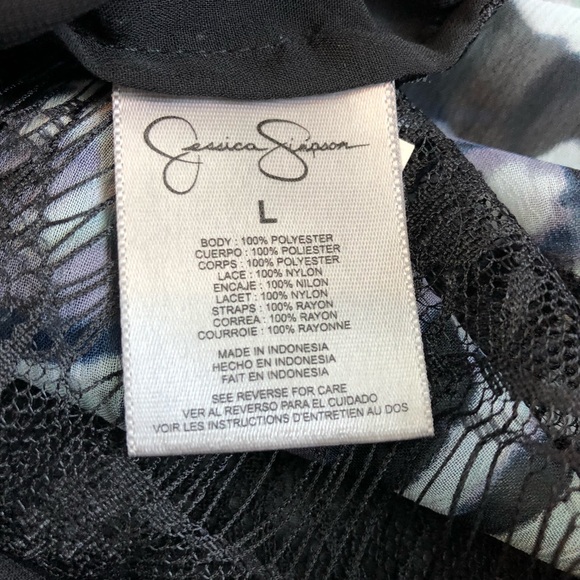 Jessica Simpson
L
BODY : 100% POLYESTER
CUERPO : 100% POLIESTER
CORPS : 100% POLYESTER
LACE : 100% NYLON
ENCAJE : 100% NILON
LACET : 100% NYLON
STRAPS : 100% RAYON
CORREA : 100% RAYON
COURROIE : 100% RAYONNE
MADE IN INDONESIA
HECHO EN INDONESIA
FAIT EN INDONESIA
SEE REVERSE FOR CARE
VER AL REVERSO PARA EL CUIDADO
VOIR LES INSTRUCTIONS D'ENTRETIEN AU DOS